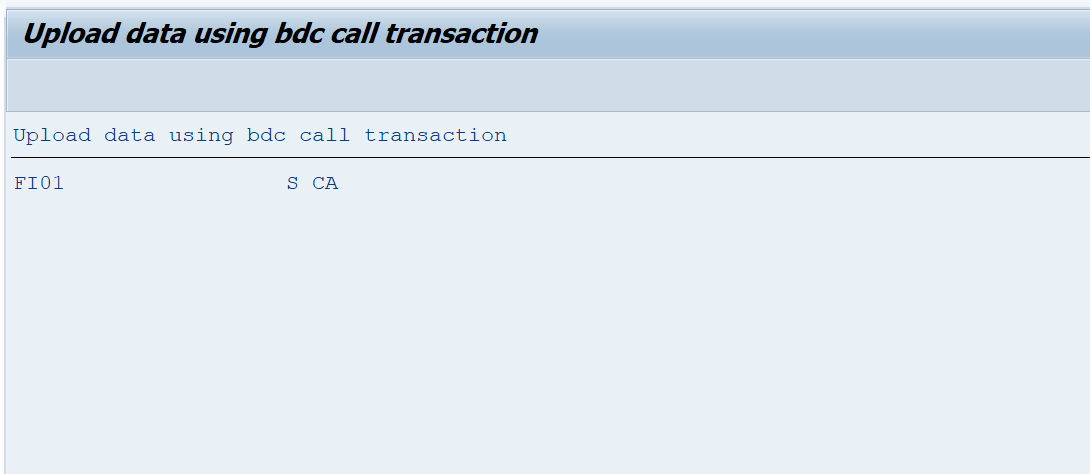 Upload data using bdc call transaction
Upload data using bdc call transaction
FI01 S CA